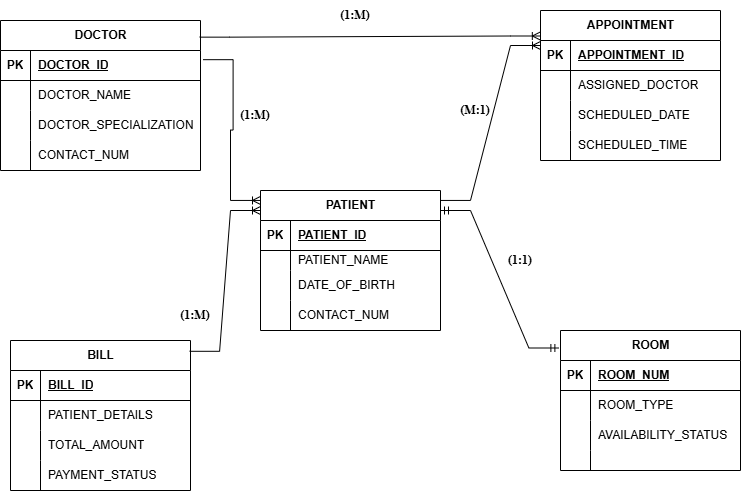 (1:M)
DOCTOR
PK DOCTOR_ID
DOCTOR_NAME
DOCTOR_SPECIALIZATION
CONTACT_NUM
APPOINTMENT
PK APPOINTMENT_ID
ASSIGNED_DOCTOR
SCHEDULED_DATE
SCHEDULED_TIME
(1:M)
(M:1)
PATIENT
PK PATIENT_ID
PATIENT_NAME
DATE_OF_BIRTH
CONTACT_NUM
(1:1)
(1:M)
BILL
PK BILL_ID
PATIENT_DETAILS
TOTAL_AMOUNT
PAYMENT_STATUS
ROOM
PK ROOM_NUM
ROOM_TYPE
AVAILABILITY_STATUS